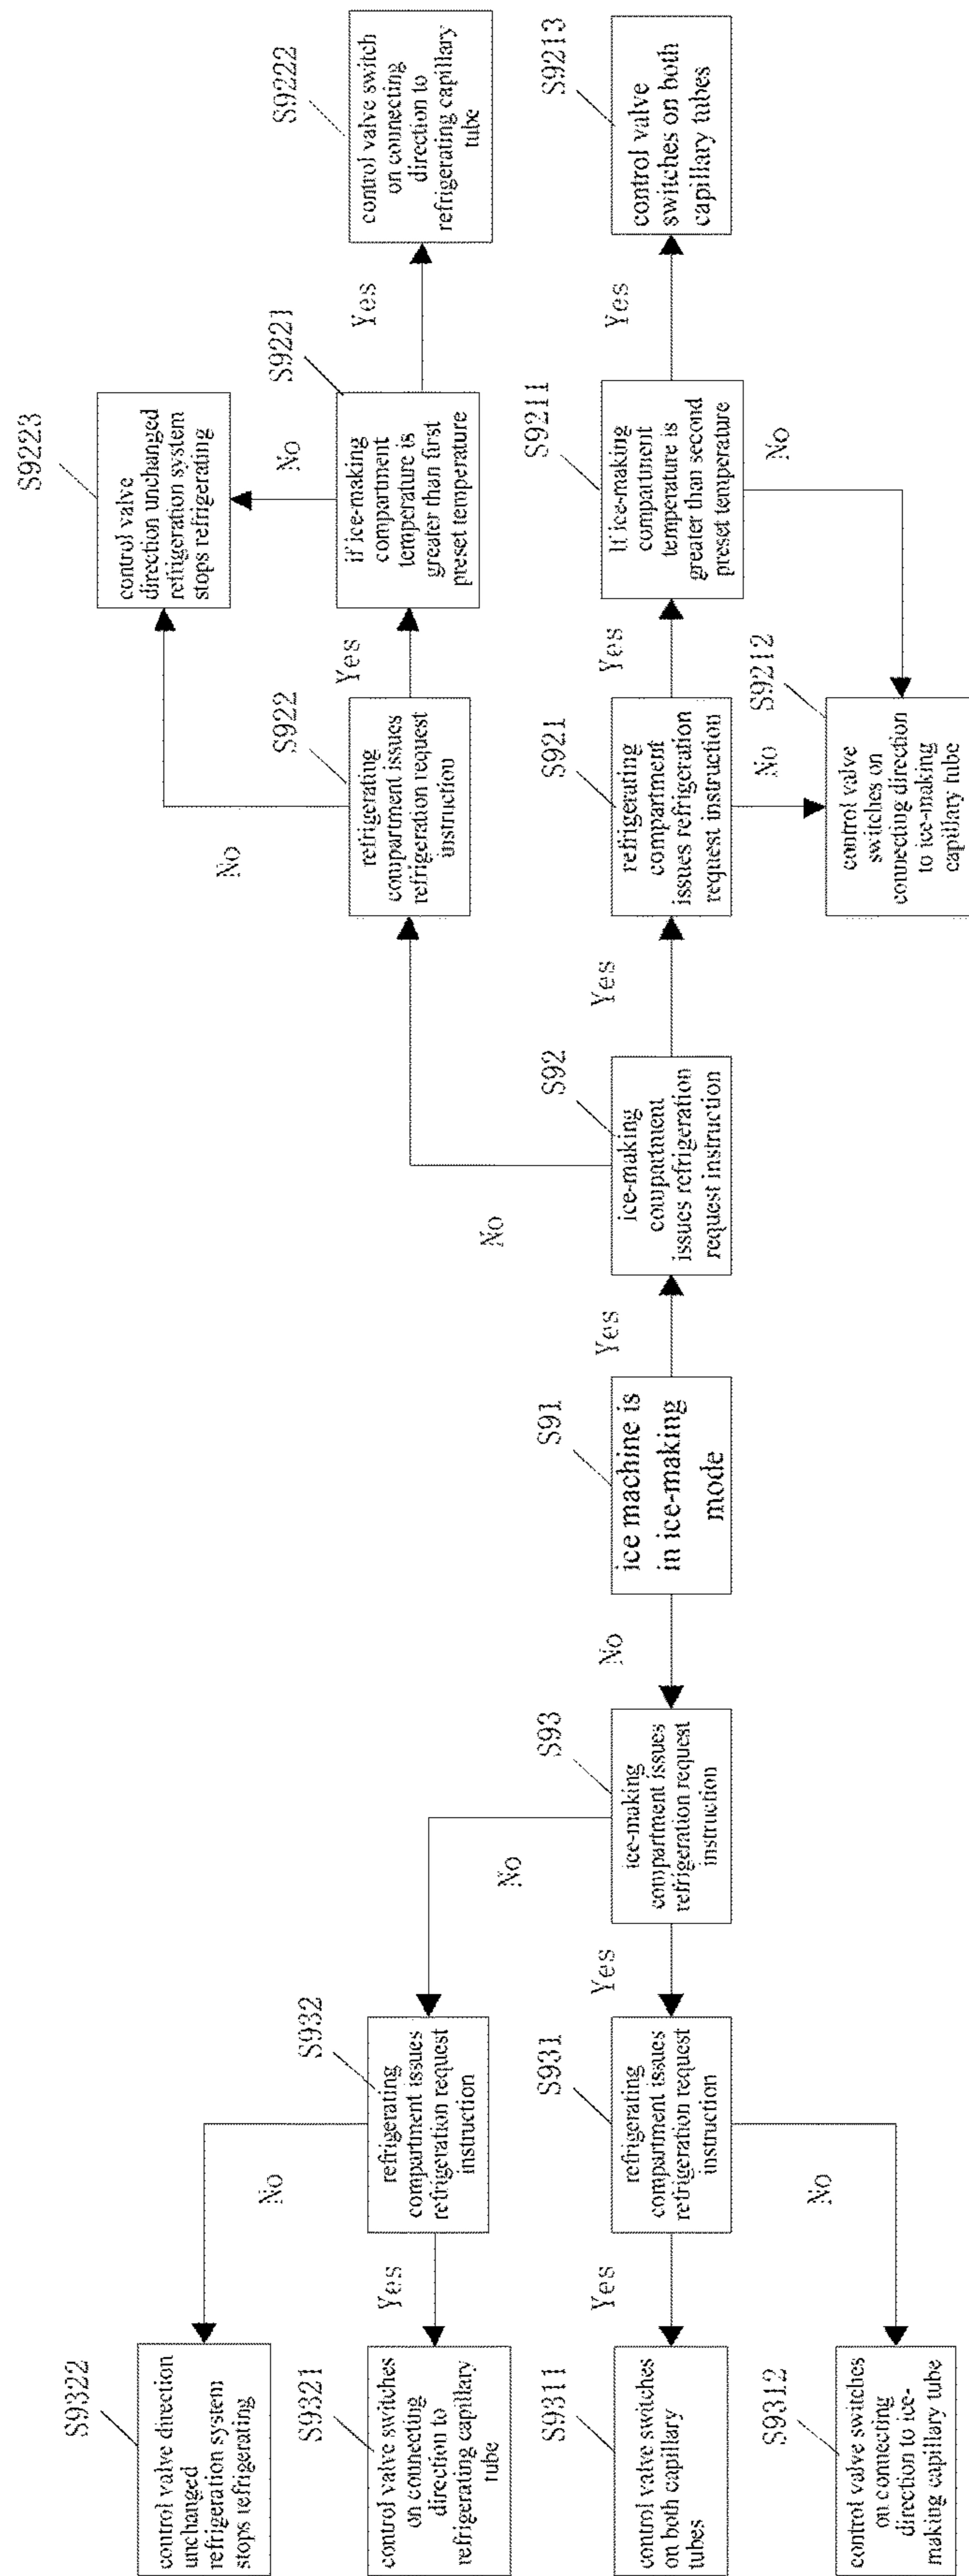 S9222
control valve switch
on connecting
direction to
refrigerating capillary
tube
S9213
control valve
switches on both
capillary tubes
Yes
Yes
S9223
control valve
direction unchanged
refrigeration system
stops refrigerating
S9221
No
if ice-making
compartment
temperature is
greater than first
preset temperature
S9211
If ice-making
compartment
temperature is
greater than second
preset temperature
No
Yes
Yes
S922
refrigerating
compartment issues
refrigeration request
instruction
No
S921
refrigerating
compartment
issues refrigeration
request instruction
No
S9212
control valve
switches on
connecting direction
to ice-making
capillary tube
Yes
S92
ice-making
compartment
issues refrigeration
request instruction
No
Yes
S91
ice machine is
in ice-making
mode
No
S93
ice-making
compartment issues
refrigeration request
instruction
No
Yes
S932
refrigerating
compartment issues
refrigeration request
instruction
No
Yes
S931
refrigerating
compartment issues
refrigeration request
instruction
Yes
No
S9322
control valve direction
unchanged
refrigeration system
stops refrigerating
S9321
control valve switches
on connecting
direction to
refrigerating capillary
tube
S9311
control valve switches
on both capillary
tubes
S9312
control valve switches
on connecting
direction to ice-
making capillary tube